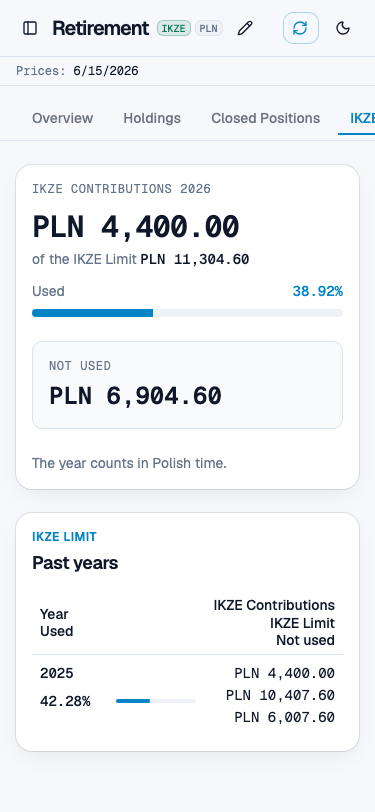 Retirement IKZE PLN
Prices: 6/15/2026
Overview Holdings Closed Positions IKZE
IKZE CONTRIBUTIONS 2026
PLN 4,400.00
of the IKZE Limit PLN 11,304.60
Used 38.92%
NOT USED
PLN 6,904.60
The year counts in Polish time.
IKZE LIMIT
Past years
Year
Used
IKZE Contributions
IKZE Limit
Not used
2025
42.28%
PLN 4,400.00
PLN 10,407.60
PLN 6,007.60